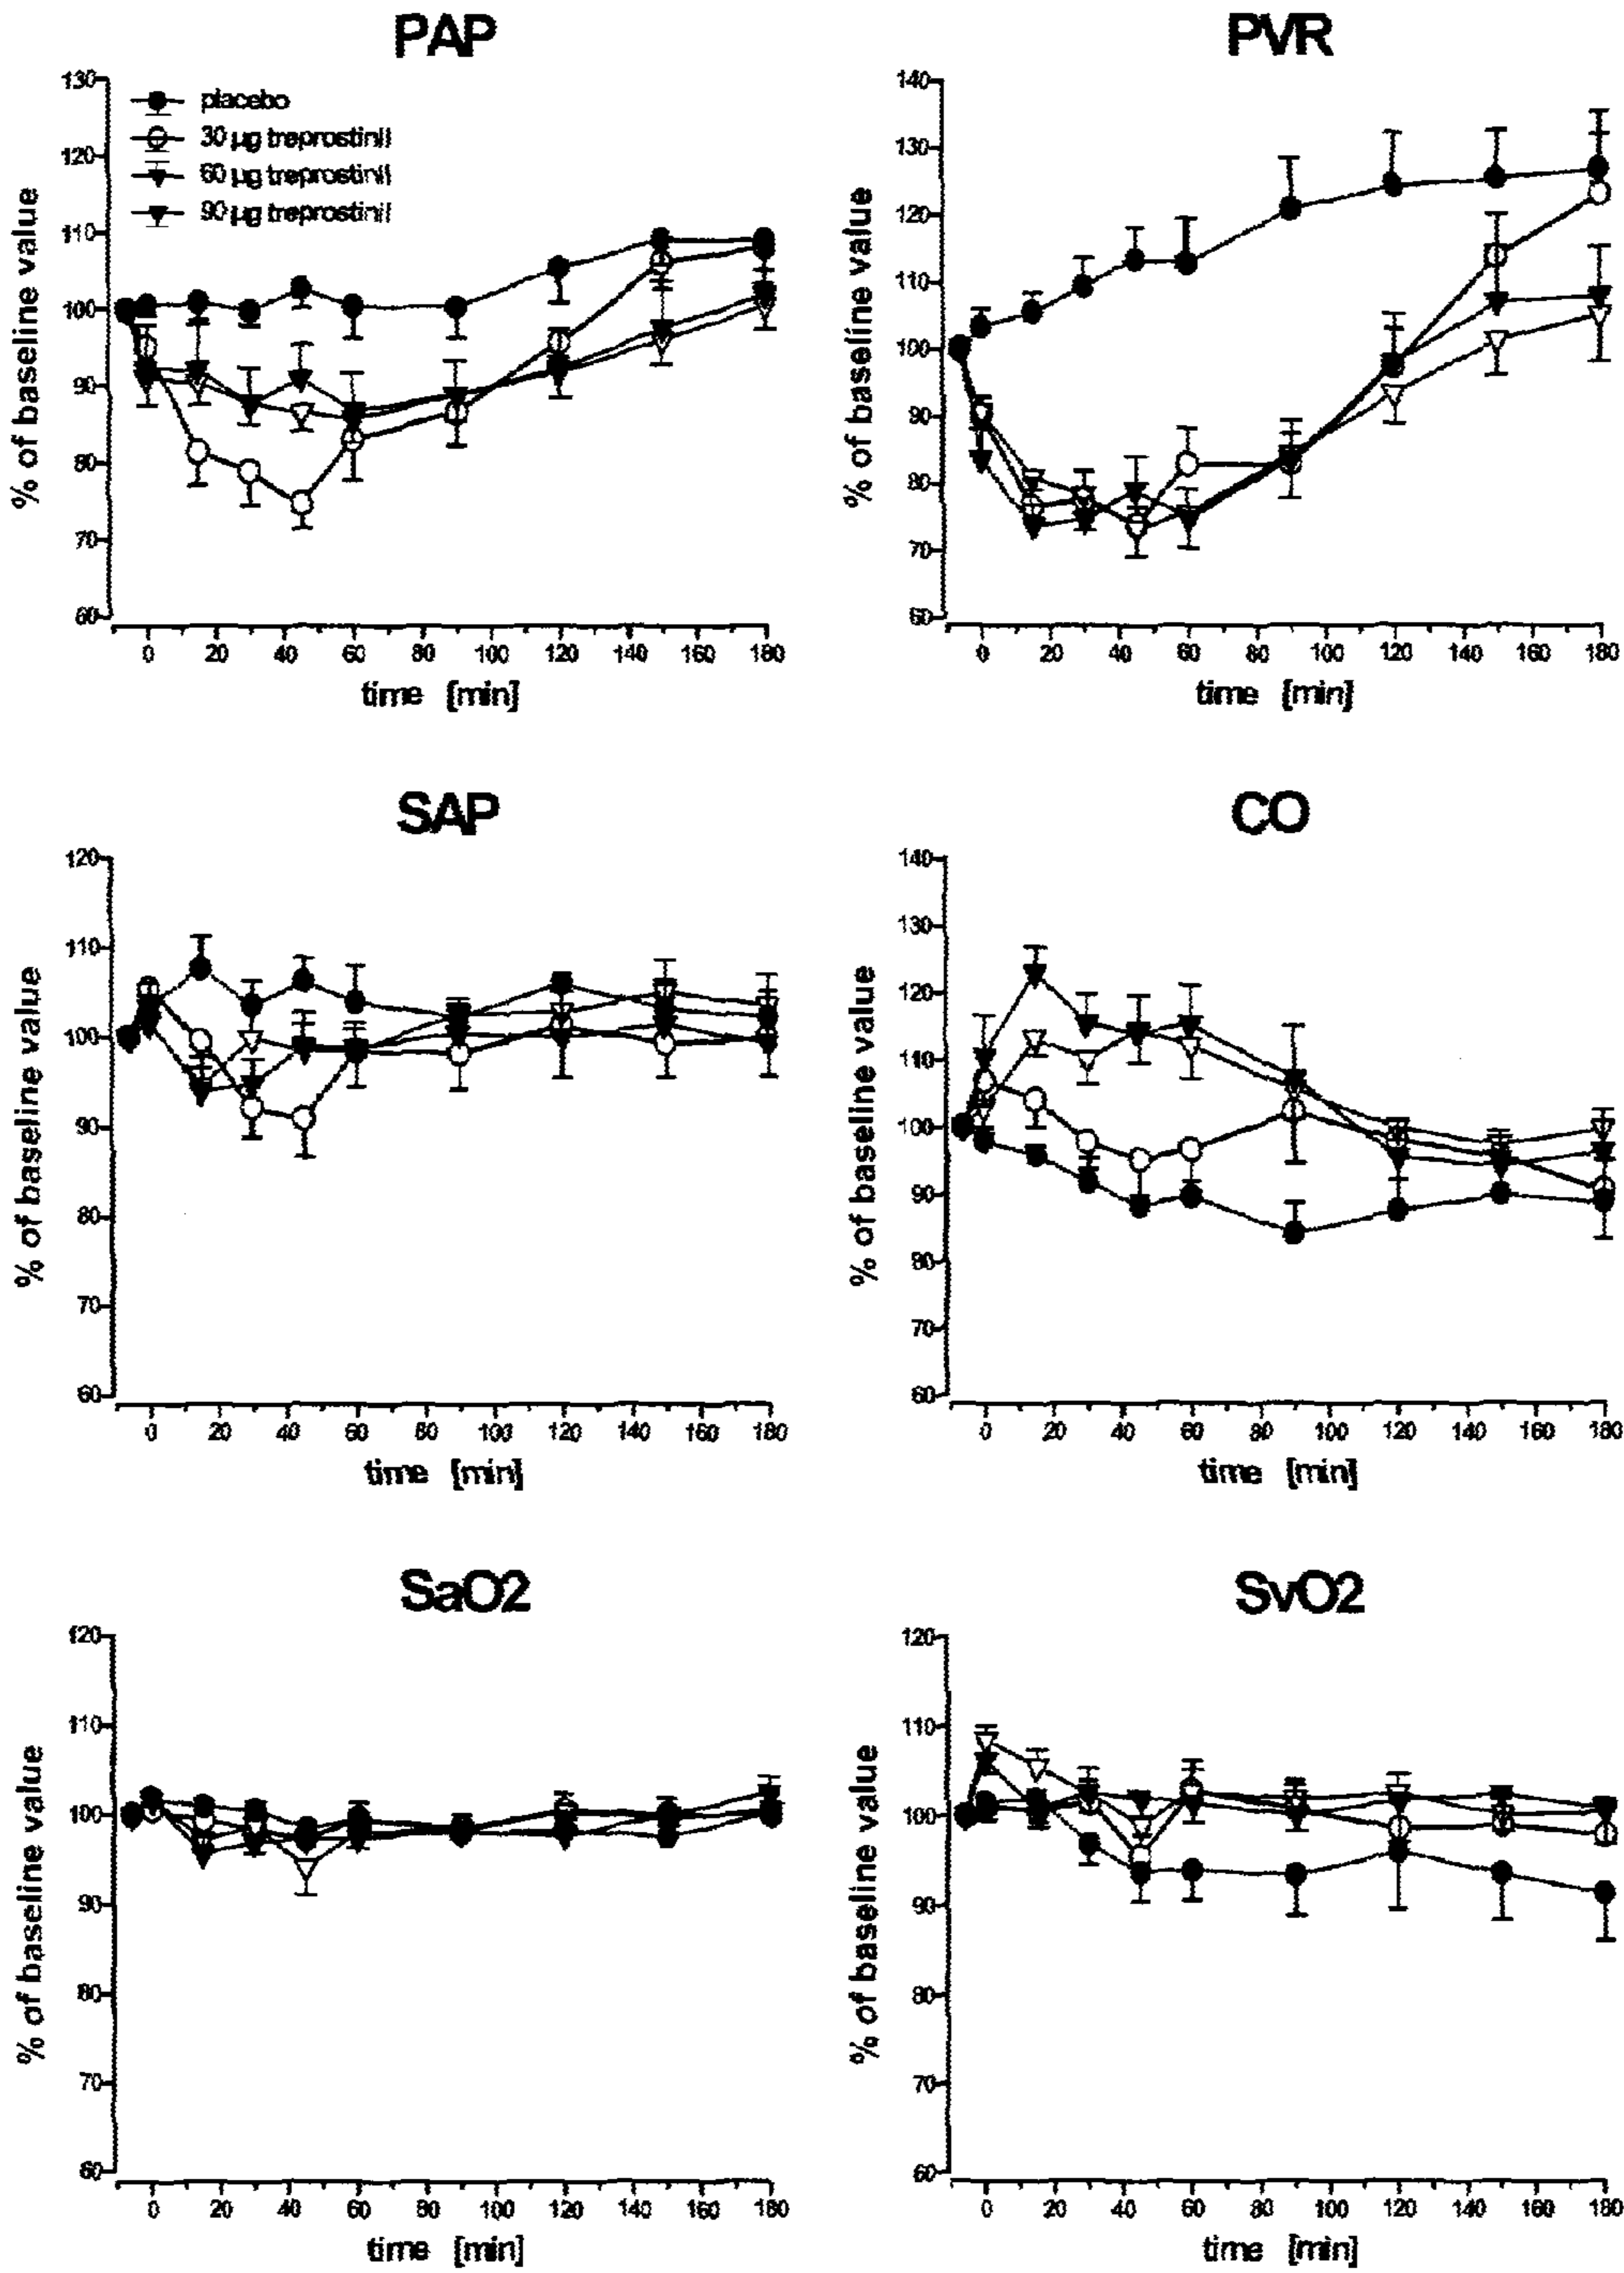 PAP
130
120
110
100
90
80
70
60
% of baseline value
placebo
30 µg treprostinil
60 µg treprostinil
90 µg treprostinil
0 20 40 60 80 100 120 140 160 180
time [min]
PVR
140
130
120
110
100
90
80
70
60
% of baseline value
0 20 40 60 80 100 120 140 160 180
time [min]
SAP
120
110
100
90
80
70
60
% of baseline value
0 20 40 60 80 100 120 140 160 180
time [min]
CO
140
130
120
110
100
90
80
70
60
% of baseline value
0 20 40 60 80 100 120 140 160 180
time [min]
SaO2
120
110
100
90
80
70
60
% of baseline value
0 20 40 60 80 100 120 140 160 180
time [min]
SvO2
120
110
100
90
80
70
60
% of baseline value
0 20 40 60 80 100 120 140 160 180
time [min]